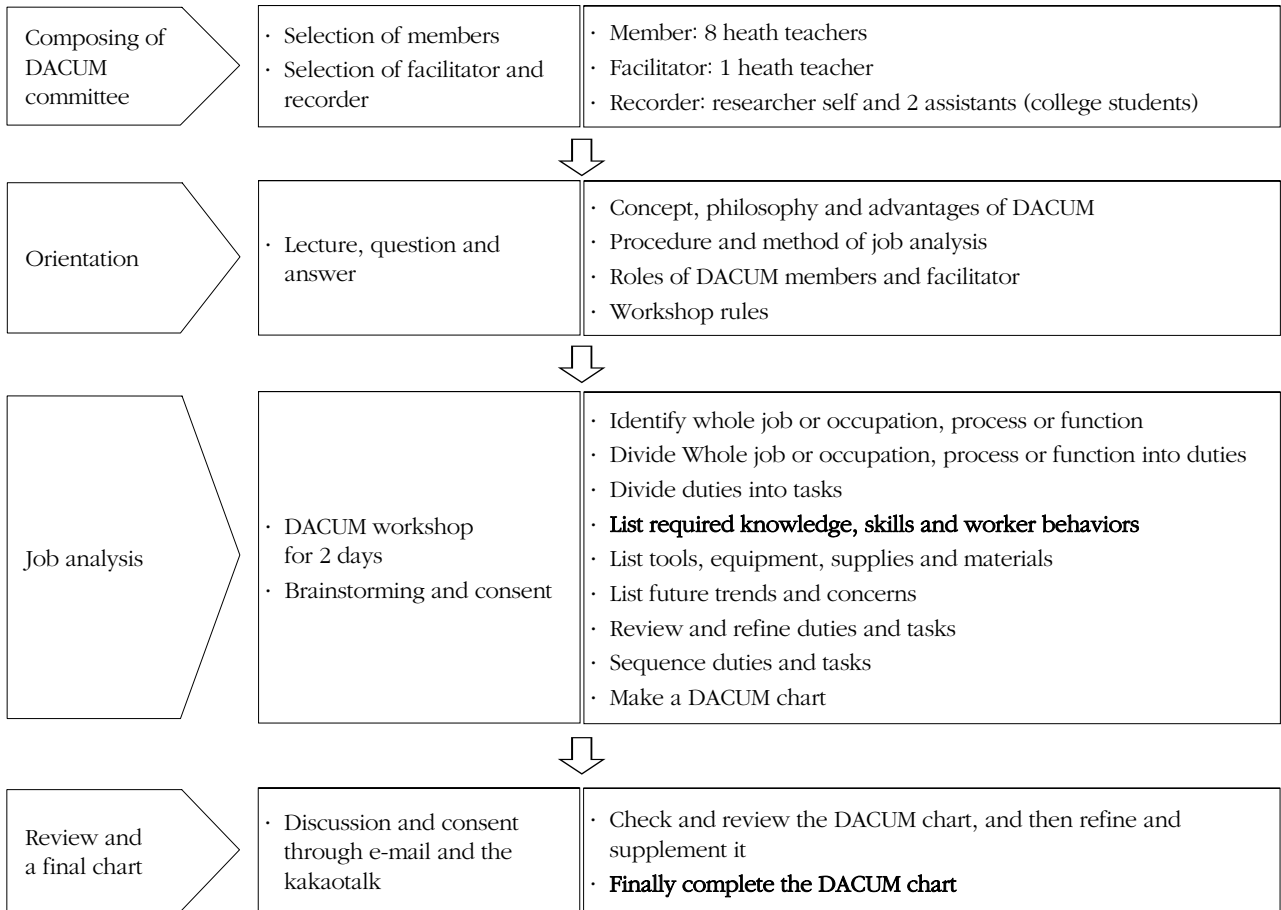 Composing of
DACUM
committee
· Selection of members
· Selection of facilitator and
recorder
· Member: 8 heath teachers
· Facilitator: 1 heath teacher
· Recorder: researcher self and 2 assistants (college students)
Orientation
· Lecture, question and
answer
· Concept, philosophy and advantages of DACUM
· Procedure and method of job analysis
· Roles of DACUM members and facilitator
· Workshop rules
Job analysis
· DACUM workshop
for 2 days
· Brainstorming and consent
· Identify whole job or occupation, process or function
· Divide Whole job or occupation, process or function into duties
· Divide duties into tasks
· List required knowledge, skills and worker behaviors
· List tools, equipment, supplies and materials
· List future trends and concerns
· Review and refine duties and tasks
· Sequence duties and tasks
· Make a DACUM chart
Review and
a final chart
· Discussion and consent
through e-mail and the
kakaotalk
· Check and review the DACUM chart, and then refine and
supplement it
· Finally complete the DACUM chart